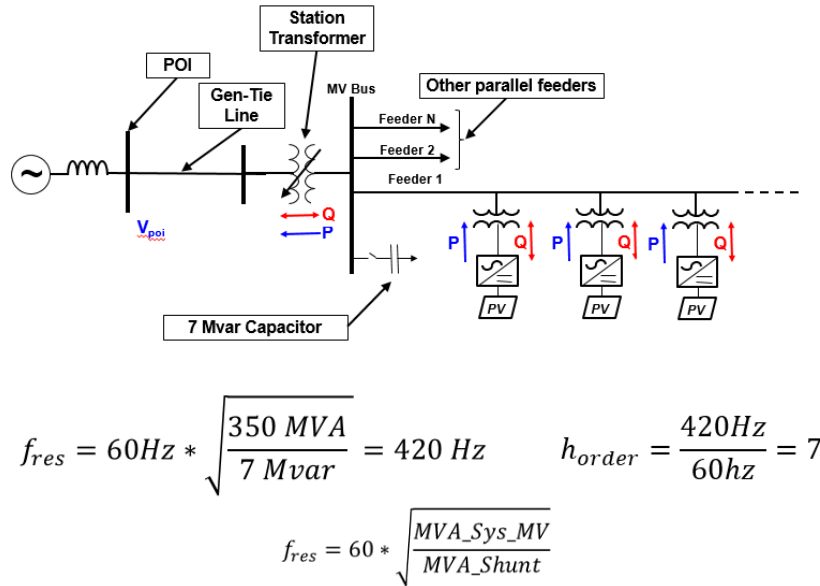 Station
Transformer
POI
Gen-Tie
Line
MV Bus
Other parallel feeders
Feeder N
Feeder 2
Feeder 1
~
V_poi
Q
P
P Q P Q P Q
PV PV PV
7 Mvar Capacitor
f_res = 60Hz * √(350 MVA / 7 Mvar) = 420 Hz
h_order = 420Hz / 60hz = 7
f_res = 60 * √(MVA_Sys_MV / MVA_Shunt)